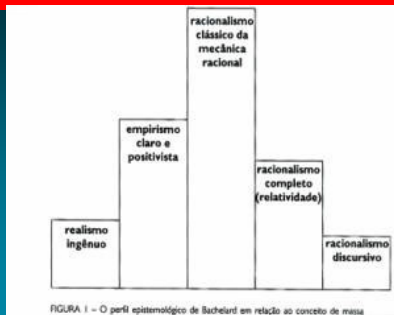 racionalismo
clássico da
mecânica
racional
empirismo
claro e
positivista
racionalismo
completo
(relatividade)
realismo
ingênuo
racionalismo
discursivo
FIGURA 1 – O perfil epistemológico de Bachelard em relação ao conceito de massa